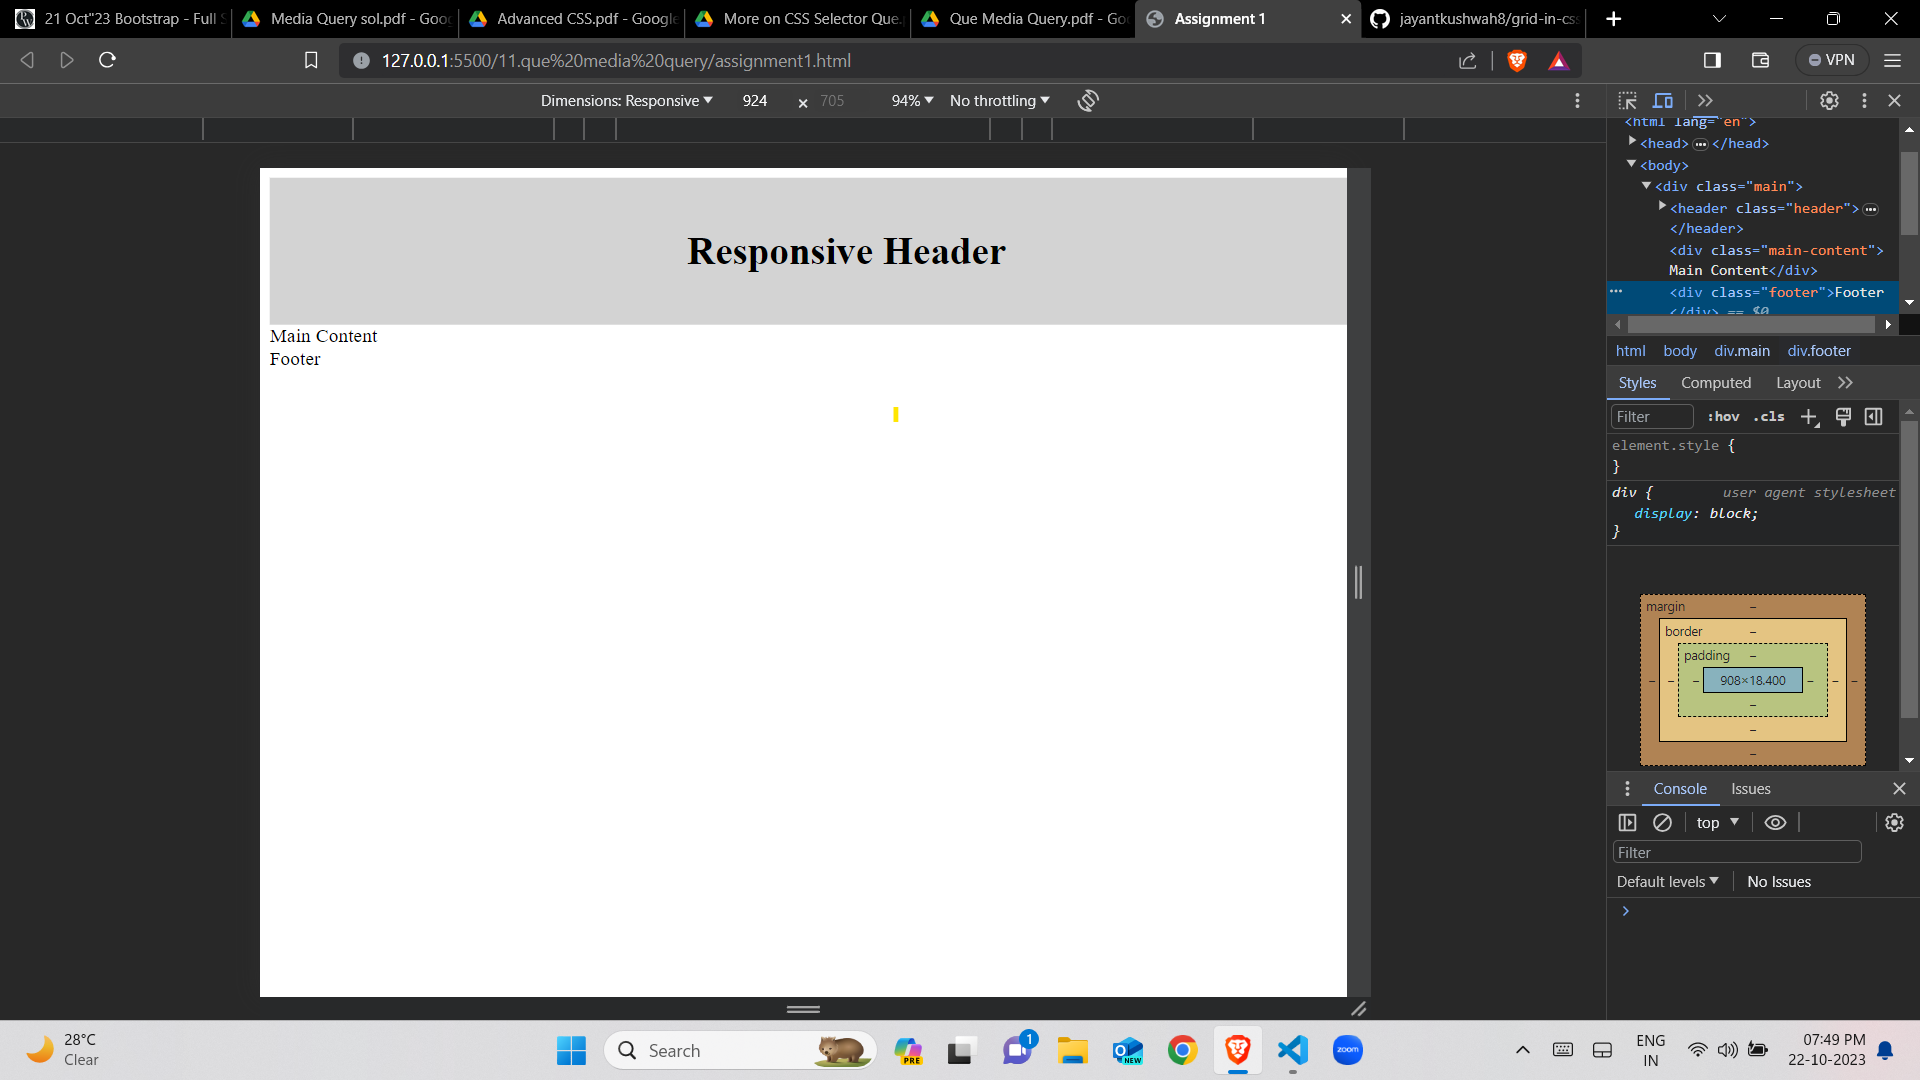 21 Oct"23 Bootstrap - Full S
Media Query sol.pdf - Goo
Advanced CSS.pdf - Google
More on CSS Selector Que.
Que Media Query.pdf - Go
Assignment 1
jayantkushwah8/grid-in-css
127.0.0.1:5500/11.que%20media%20query/assignment1.html
VPN
Dimensions: Responsive
924
×
705
94%
No throttling
<html lang="en">
<head>
</head>
<body>
<div class="main">
<header class="header">
</header>
<div class="main-content">
Main Content</div>
<div class="footer">Footer
</div> == $0
html body div.main div.footer
Styles Computed Layout
Filter
:hov .cls
element.style {
}
div { user agent stylesheet
display: block;
}
margin –
border –
padding –
– – – 908×18.400 – – –
–
–
–
Console Issues
top
Filter
Default levels No Issues
Responsive Header
Main Content
Footer
28°C
Clear
Search
PRE
1
NEW
zoom
ENG
IN
07:49 PM
22-10-2023